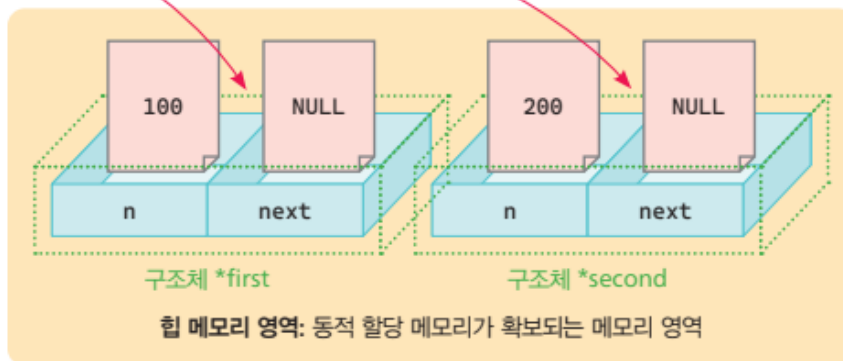 100 NULL 200 NULL
n next n next
구조체 *first 구조체 *second
힙 메모리 영역: 동적 할당 메모리가 확보되는 메모리 영역